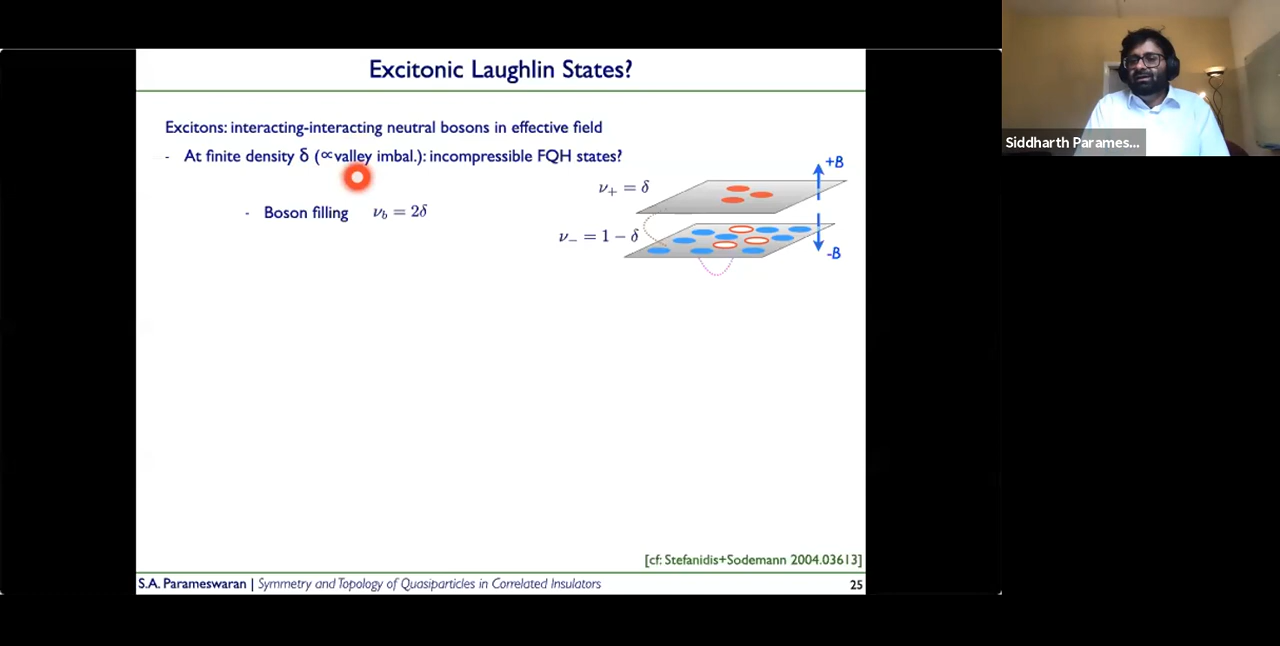 Excitonic Laughlin States?
Siddharth Parames...
Excitons: interacting-interacting neutral bosons in effective field
- At finite density δ (∝valley imbal.): incompressible FQH states?
+B
ν₊ = δ
- Boson filling ν_b = 2δ
ν₋ = 1 − δ
-B
[cf: Stefanidis+Sodemann 2004.03613]
S.A. Parameswaran | Symmetry and Topology of Quasiparticles in Correlated Insulators 25